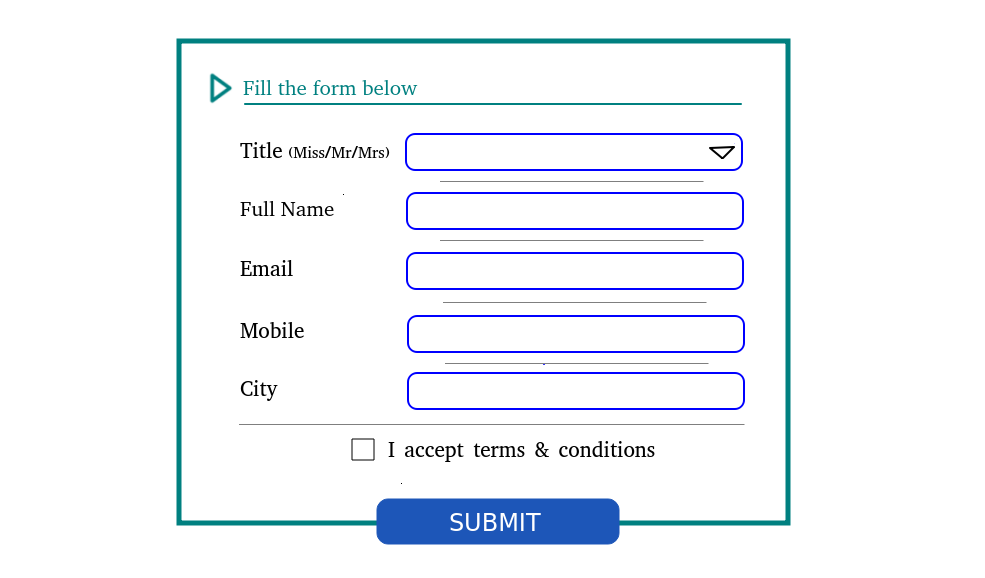 Fill the form below
Title (Miss/Mr/Mrs)
Full Name
Email
Mobile
City
I accept terms & conditions
SUBMIT